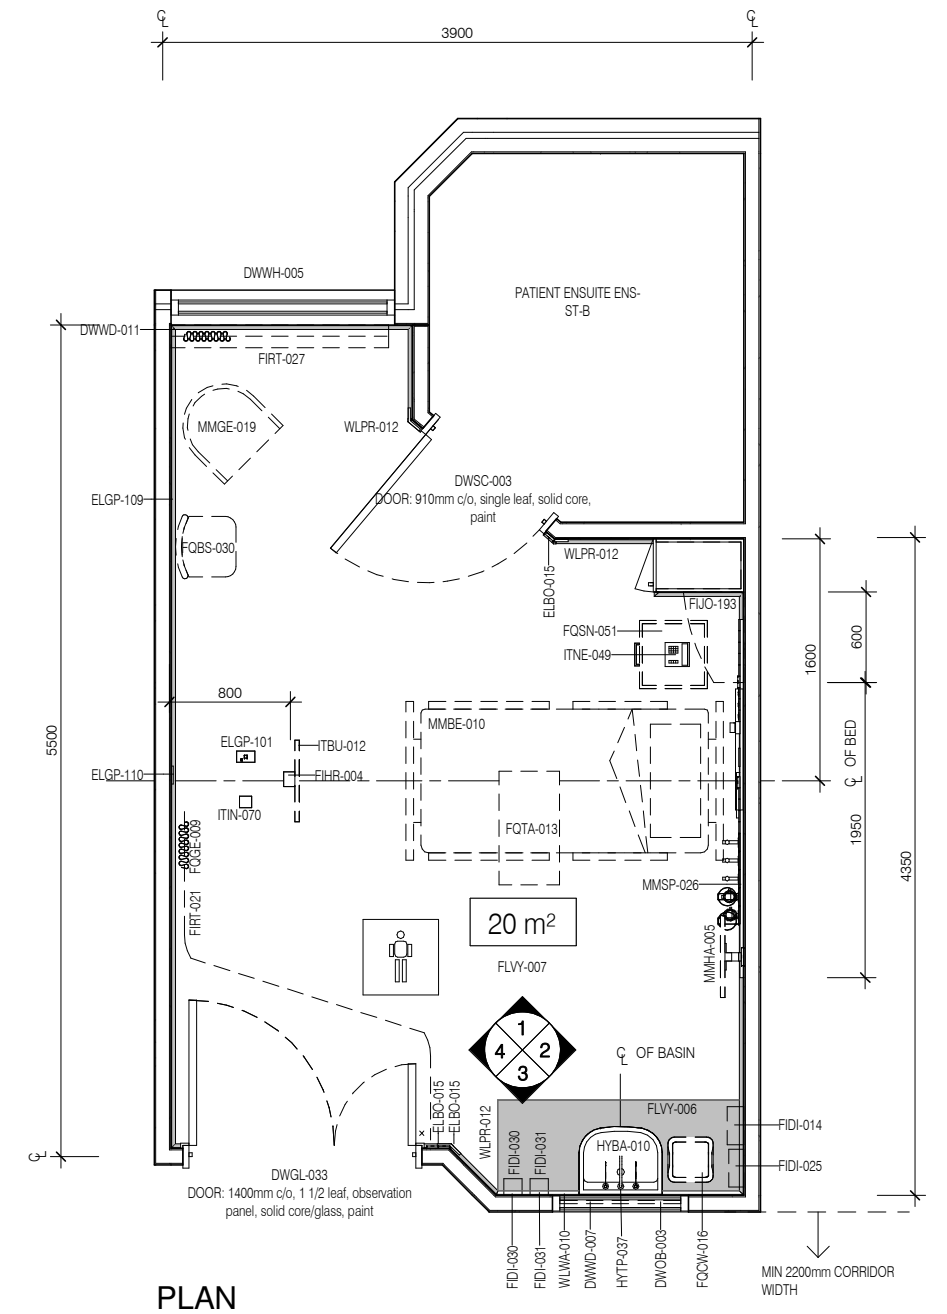 ℄ ℄
3900
DWWH-005
PATIENT ENSUITE ENS-
ST-B
DWWD-011
FIRT-027
MMGE-019
WLPR-012
DWSC-003
DOOR: 910mm c/o, single leaf, solid core,
paint
ELGP-109
FQBS-030
WLPR-012
ELBO-015
FIJO-193
FQSN-051
ITNE-049
600
1600
800
MMBE-010
ELGP-101
ITBU-012
5500
ELGP-110
FIHR-004
℄ OF BED
ITIN-070
FQGE-009
FQTA-013
1950
4350
MMSP-026
FIRT-021
20 m²
MMHA-005
FLVY-007
1
4 2
3
℄ OF BASIN
ELBO-015
ELBO-015
WLPR-012
FLVY-006
FIDI-014
FIDI-030
FIDI-031
HYBA-010
FIDI-025
℄
x
DWGL-033
DOOR: 1400mm c/o, 1 1/2 leaf, observation
panel, solid core/glass, paint
FIDI-030
FIDI-031
WLWA-010
DWWD-007
HYTP-037
DWOB-003
FQCW-016
MIN 2200mm CORRIDOR
WIDTH
PLAN